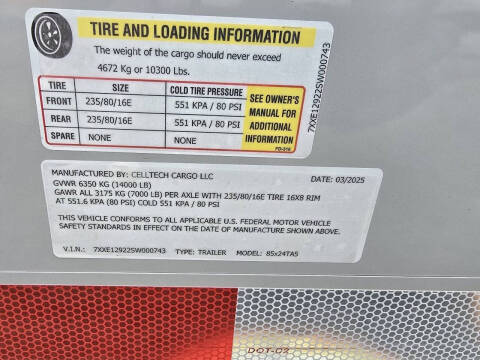 TIRE AND LOADING INFORMATION
The weight of the cargo should never exceed
4672 Kg or 10300 Lbs.
TIRE SIZE COLD TIRE PRESSURE
FRONT 235/80/16E 551 KPA / 80 PSI
REAR 235/80/16E 551 KPA / 80 PSI
SPARE NONE NONE
SEE OWNER'S
MANUAL FOR
ADDITIONAL
INFORMATION
PD-316
7XXE12922SW000743
MANUFACTURED BY: CELLTECH CARGO LLC DATE: 03/2025
GVWR 6350 KG (14000 LB)
GAWR ALL 3175 KG (7000 LB) PER AXLE WITH 235/80/16E TIRE 16X8 RIM
AT 551.6 KPA (80 PSI) COLD 551 KPA / 80 PSI
THIS VEHICLE CONFORMS TO ALL APPLICABLE U.S. FEDERAL MOTOR VEHICLE
SAFETY STANDARDS IN EFFECT ON THE DATE OF MANUFACTURE SHOWN ABOVE.
V.I.N.: 7XXE12922SW000743 TYPE: TRAILER MODEL: 85x24TA5
DOT-C2